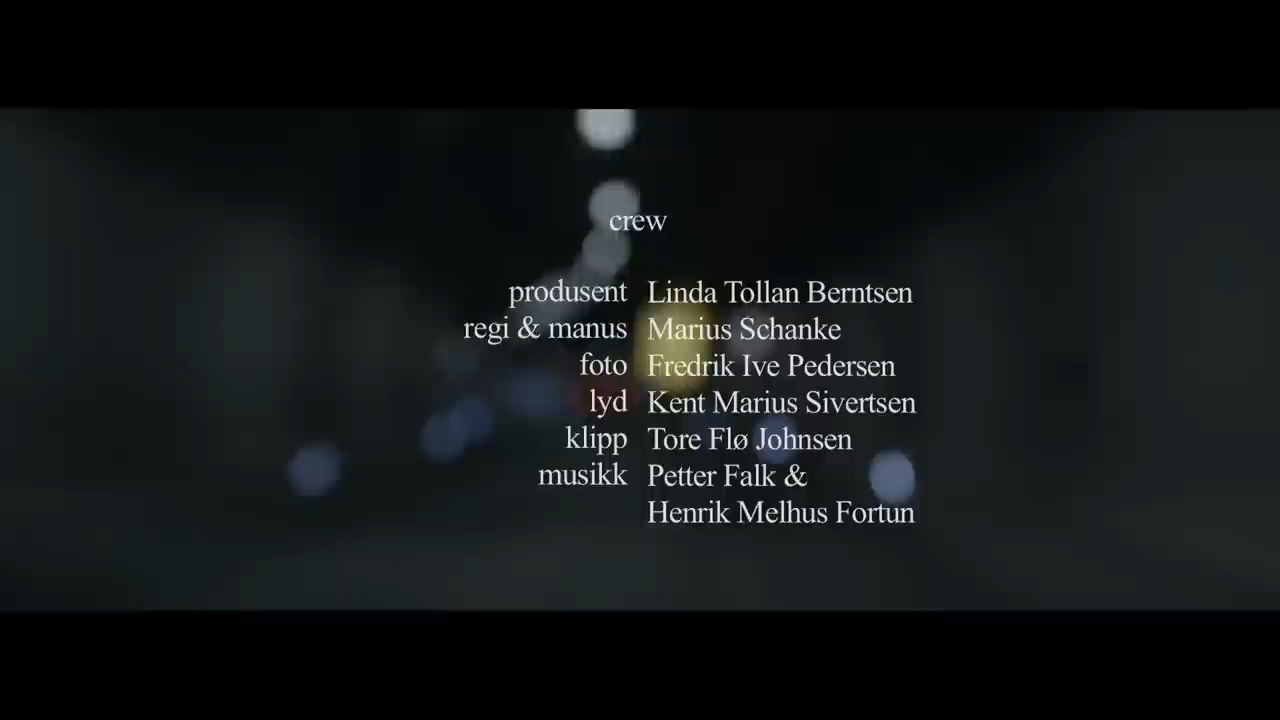 crew
produsent Linda Tollan Berntsen
regi & manus Marius Schanke
foto Fredrik Ive Pedersen
lyd Kent Marius Sivertsen
klipp Tore Flø Johnsen
musikk Petter Falk &
Henrik Melhus Fortun